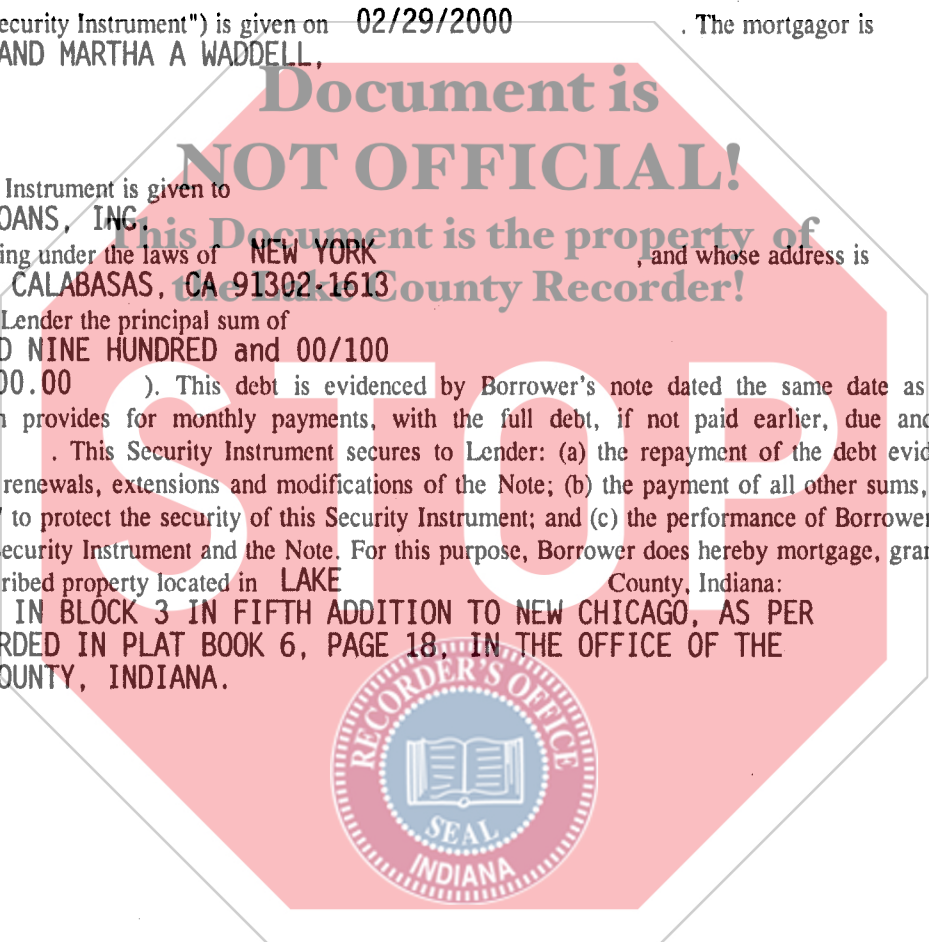 ecurity Instrument") is given on 02/29/2000 . The mortgagor is
AND MARTHA A WADDELL,
Document is
NOT OFFICIAL!
Instrument is given to
OANS, INC.
This Document is the property of
ing under the laws of NEW YORK , and whose address is
CALABASAS, CA 91302-1613
the Lake County Recorder!
Lender the principal sum of
D NINE HUNDRED and 00/100
00.00 ). This debt is evidenced by Borrower's note dated the same date as
h provides for monthly payments, with the full debt, if not paid earlier, due and
. This Security Instrument secures to Lender: (a) the repayment of the debt evid
renewals, extensions and modifications of the Note; (b) the payment of all other sums,
to protect the security of this Security Instrument; and (c) the performance of Borrower
ecurity Instrument and the Note. For this purpose, Borrower does hereby mortgage, gran
ribed property located in LAKE County, Indiana:
IN BLOCK 3 IN FIFTH ADDITION TO NEW CHICAGO, AS PER
RDED IN PLAT BOOK 6, PAGE 18, IN THE OFFICE OF THE
OUNTY, INDIANA.
STOP
RECORDER'S OFFICE
SEAL
INDIANA